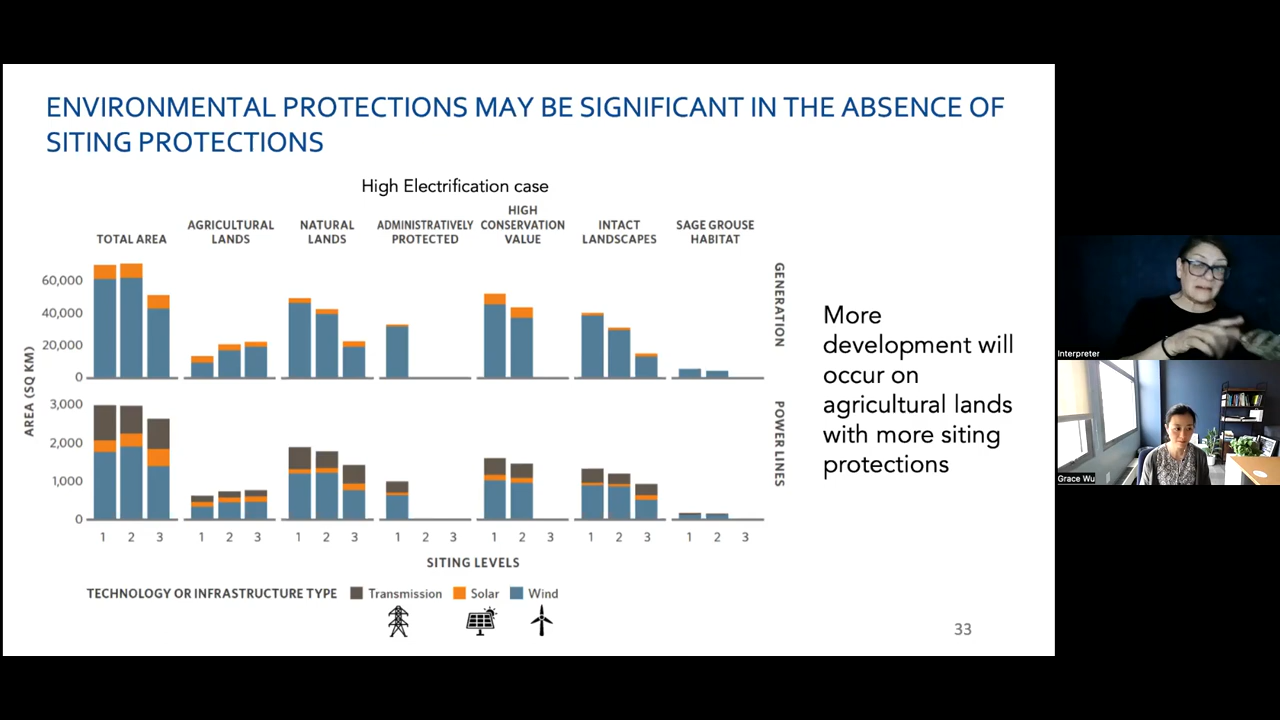 ENVIRONMENTAL PROTECTIONS MAY BE SIGNIFICANT IN THE ABSENCE OF
SITING PROTECTIONS
High Electrification case
TOTAL AREA
AGRICULTURAL
LANDS
NATURAL
LANDS
ADMINISTRATIVELY
PROTECTED
HIGH
CONSERVATION
VALUE
INTACT
LANDSCAPES
SAGE GROUSE
HABITAT
AREA (SQ KM)
60,000
40,000
20,000
0
GENERATION
3,000
2,000
1,000
0
POWER LINES
1 2 3 1 2 3 1 2 3 1 2 3 1 2 3 1 2 3 1 2 3
SITING LEVELS
TECHNOLOGY OR INFRASTRUCTURE TYPE Transmission Solar Wind
More
development will
occur on
agricultural lands
with more siting
protections
33
Interpreter
Grace Wu